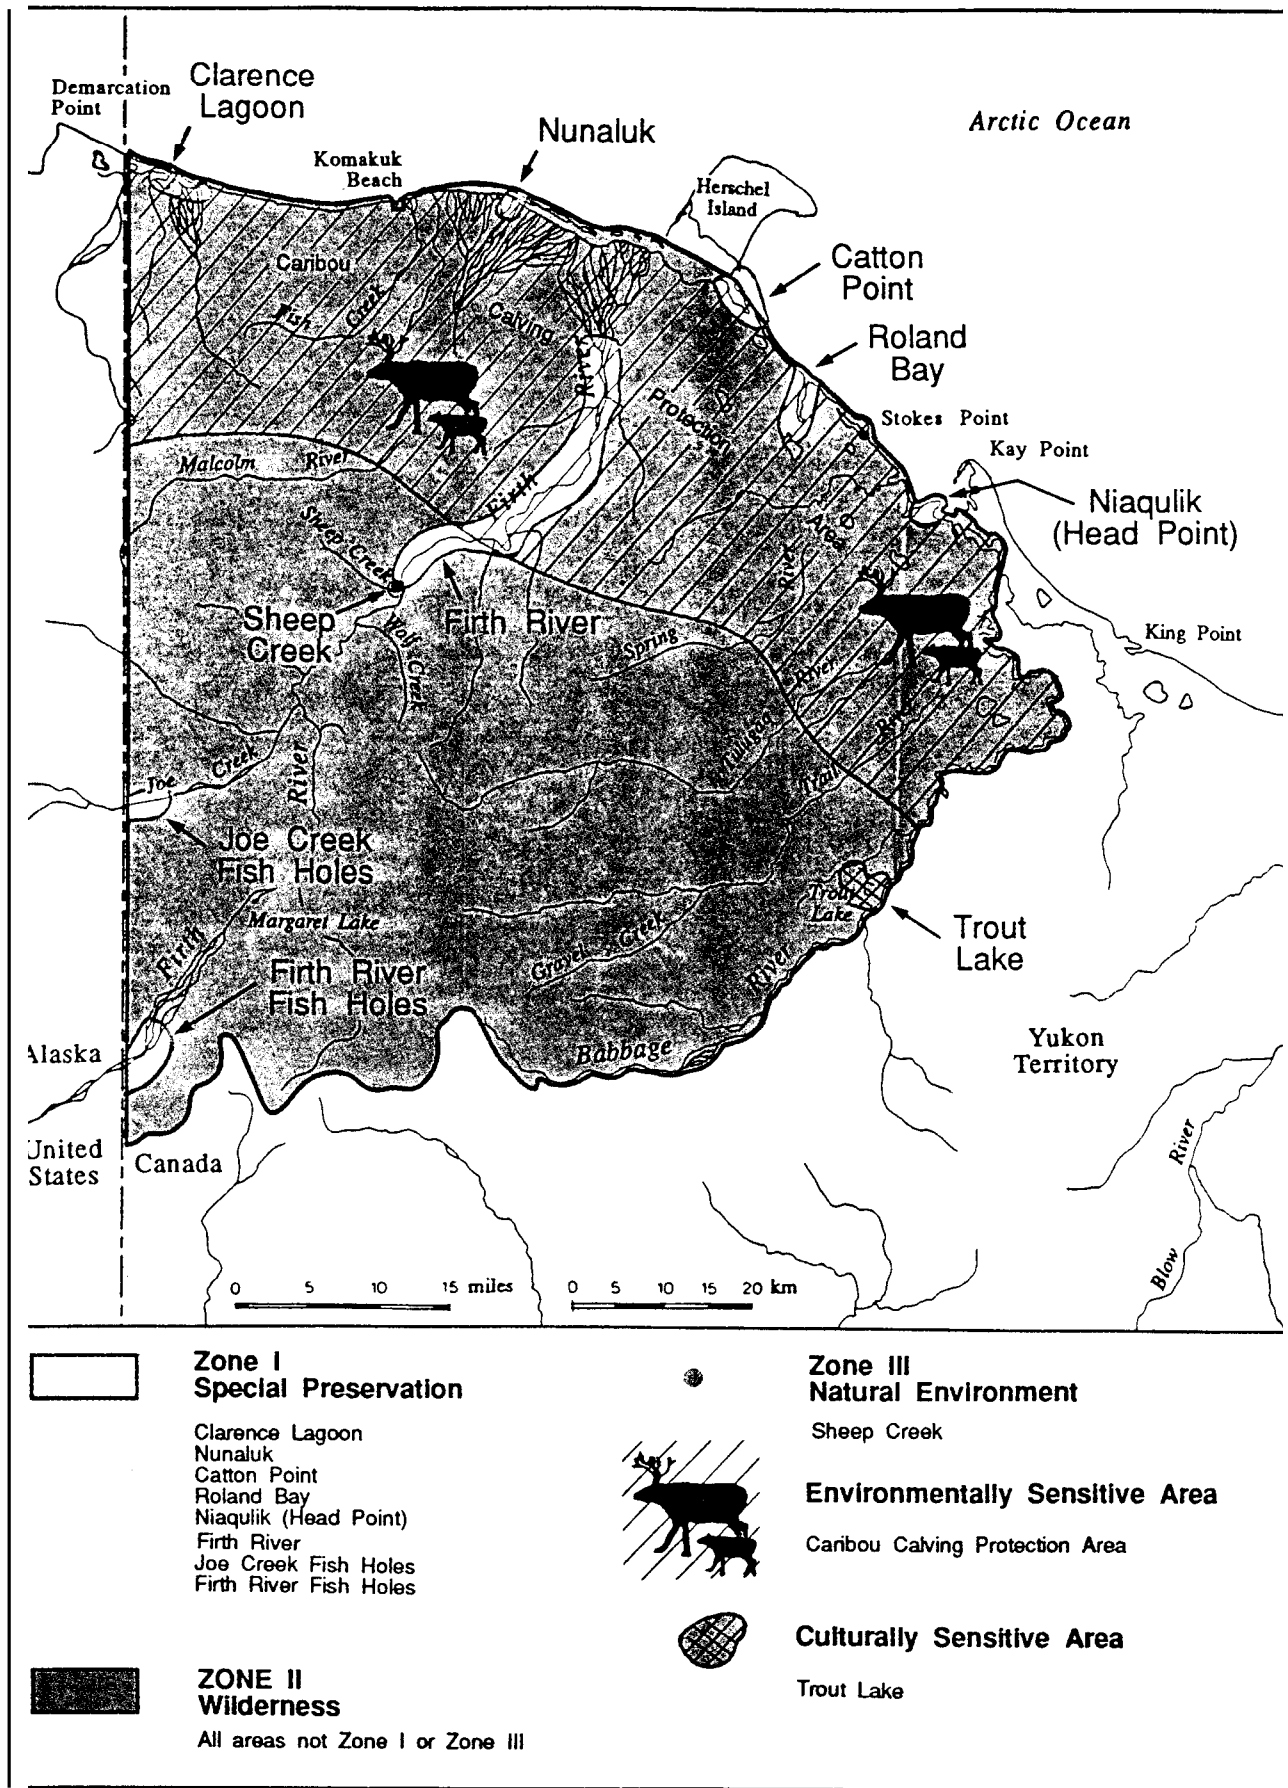 Demarcation
Point
Clarence
Lagoon
Nunaluk
Arctic Ocean
Komakuk
Beach
Herschel
Island
Catton
Point
Roland
Bay
Caribou
Calving
Protection
Area
Fish Creek
Firth River
Stokes Point
Kay Point
Niaqulik
(Head Point)
Malcolm River
Sheep Creek
Sheep
Creek
Firth River
Wolf Creek
Spring River
River
King Point
Joe Creek
River
Tulugaq
Trail River
Joe Creek
Fish Holes
Margaret Lake
Firth
Firth River
Fish Holes
Gravel Creek
Trout
Lake
Trout
Lake
Babbage River
Alaska
United
States
Canada
Yukon
Territory
Blow River
0 5 10 15 miles
0 5 10 15 20 km
Zone I
Special Preservation
Clarence Lagoon
Nunaluk
Catton Point
Roland Bay
Niaqulik (Head Point)
Firth River
Joe Creek Fish Holes
Firth River Fish Holes
ZONE II
Wilderness
All areas not Zone I or Zone III
Zone III
Natural Environment
Sheep Creek
Environmentally Sensitive Area
Caribou Calving Protection Area
Culturally Sensitive Area
Trout Lake